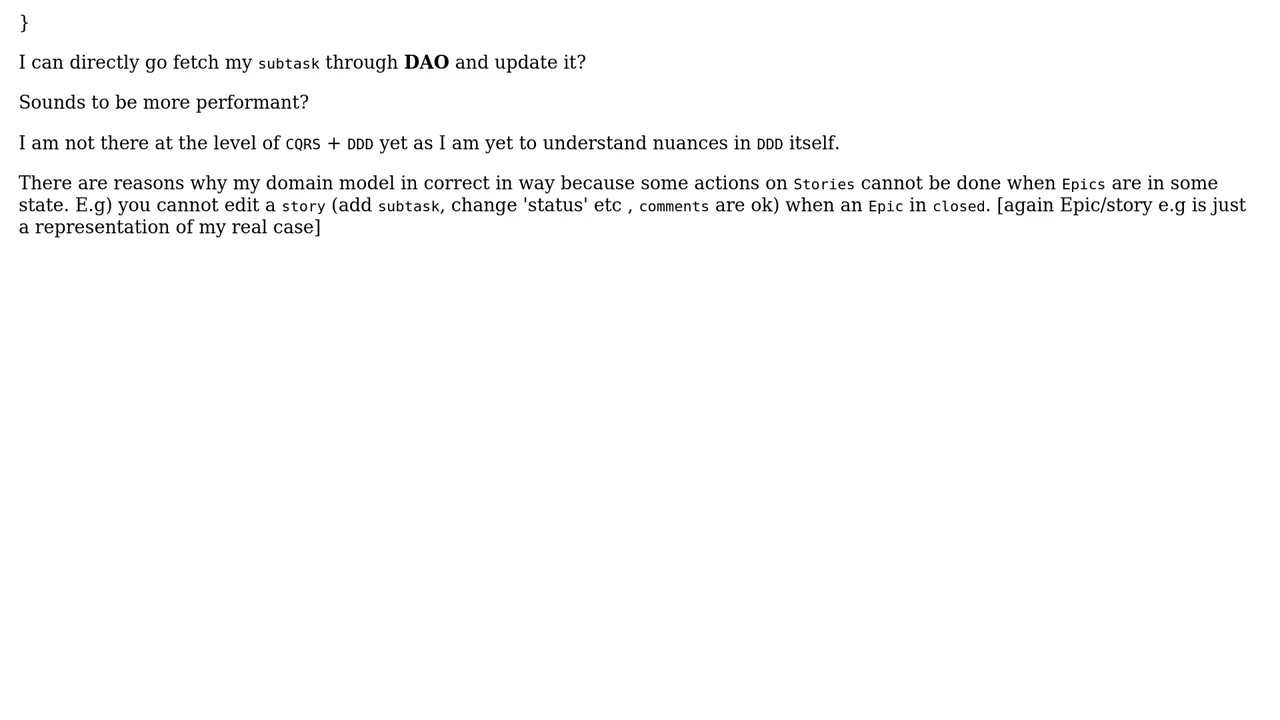 }
I can directly go fetch my subtask through DAO and update it?
Sounds to be more performant?
I am not there at the level of CQRS + DDD yet as I am yet to understand nuances in DDD itself.
There are reasons why my domain model in correct in way because some actions on Stories cannot be done when Epics are in some
state. E.g) you cannot edit a story (add subtask, change 'status' etc , comments are ok) when an Epic in closed. [again Epic/story e.g is just
a representation of my real case]